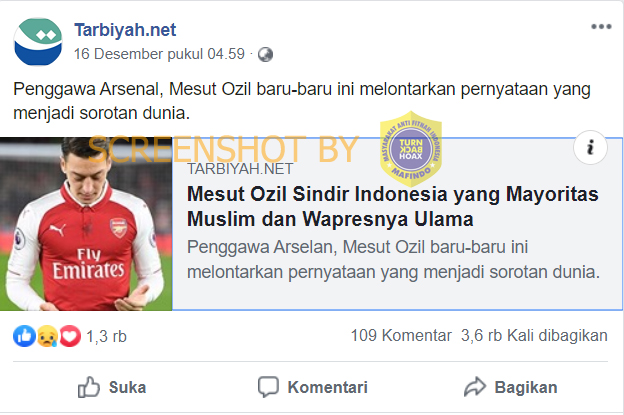 Tarbiyah.net
16 Desember pukul 04.59 ·
Penggawa Arsenal, Mesut Ozil baru-baru ini melontarkan pernyataan yang
menjadi sorotan dunia.
SCREENSHOT BY
MASYARAKAT ANTI FITNAH INDONESIA
TURN
BACK
HOAX
MAFINDO
i
Fly
Emirates
TARBIYAH.NET
Mesut Ozil Sindir Indonesia yang Mayoritas
Muslim dan Wapresnya Ulama
Penggawa Arselan, Mesut Ozil baru-baru ini
melontarkan pernyataan yang menjadi sorotan dunia.
1,3 rb
109 Komentar 3,6 rb Kali dibagikan
Suka
Komentari
Bagikan